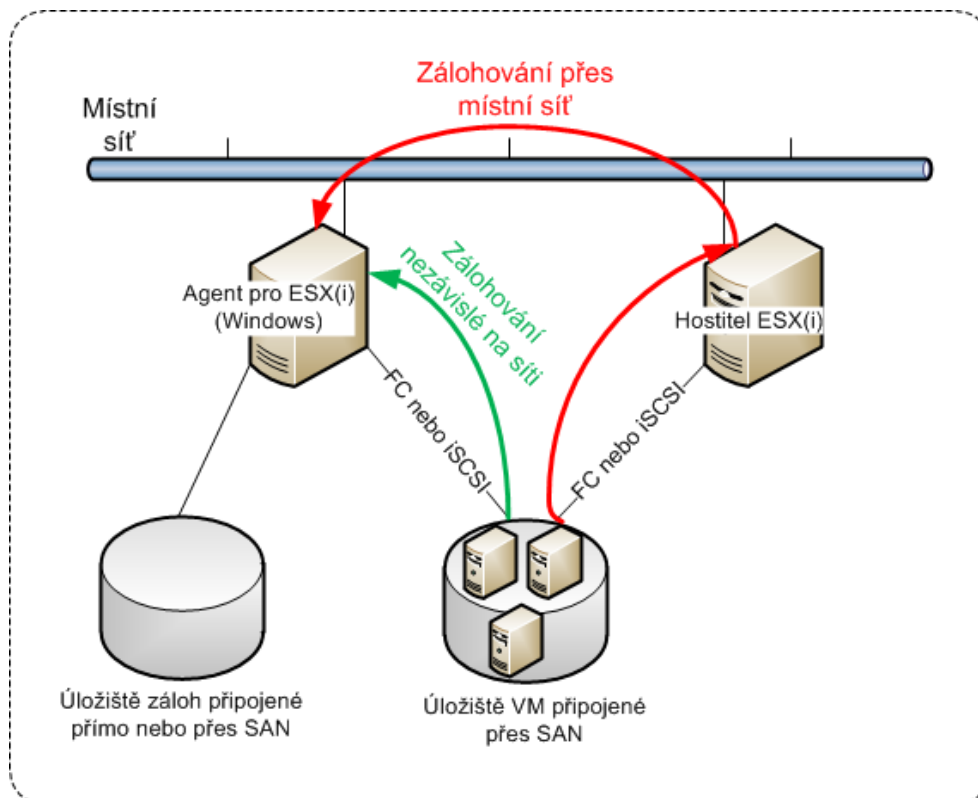 Zálohování přes
místní síť
Místní
síť
Agent pro ESX(i)
(Windows)
Zálohování
nezávislé na síti
Hostitel ESX(i)
FC nebo iSCSI
FC nebo iSCSI
Úložiště záloh připojené
přímo nebo přes SAN
Úložiště VM připojené
přes SAN